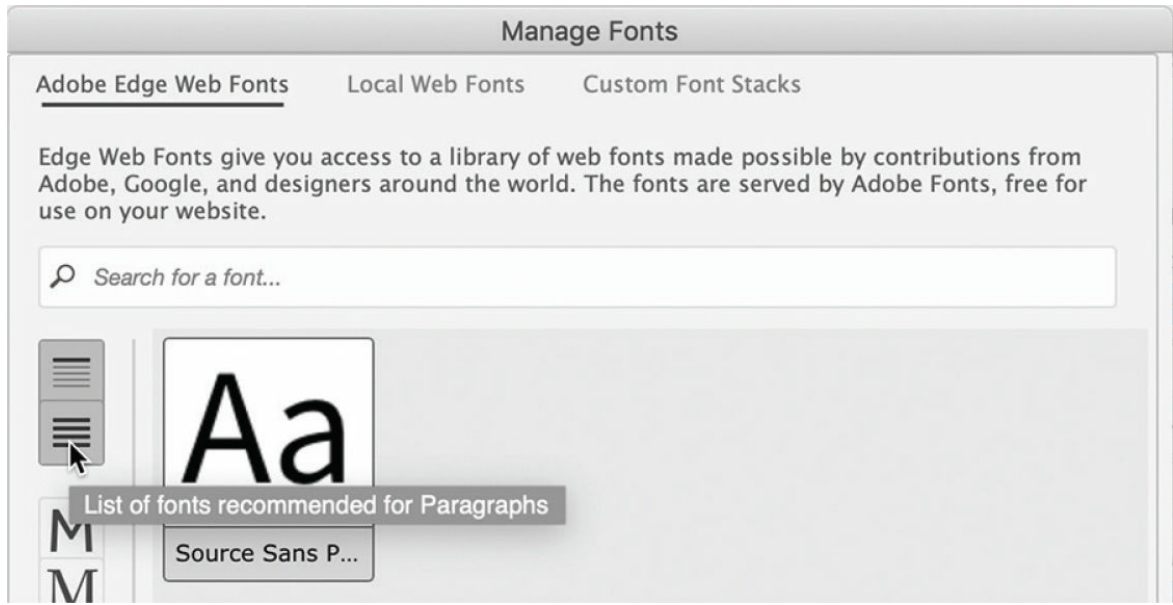 Manage Fonts
Adobe Edge Web Fonts Local Web Fonts Custom Font Stacks
Edge Web Fonts give you access to a library of web fonts made possible by contributions from
Adobe, Google, and designers around the world. The fonts are served by Adobe Fonts, free for
use on your website.
Search for a font...
Aa
List of fonts recommended for Paragraphs
M
Source Sans P...
M